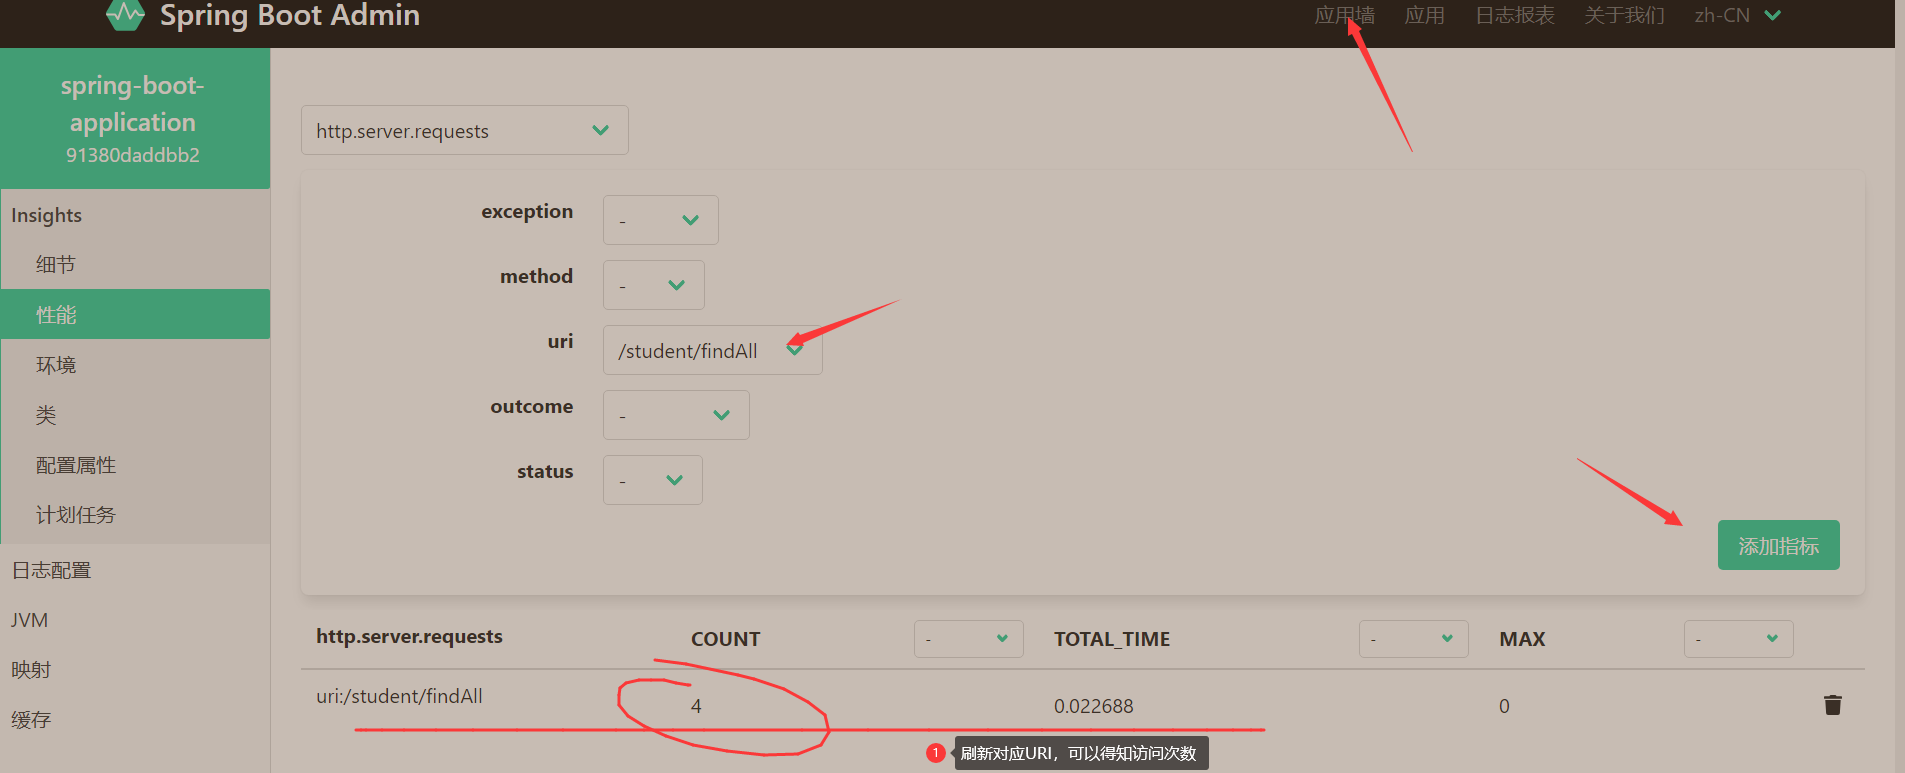 Spring Boot Admin
应用墙 应用 日志报表 关于我们 zh-CN
spring-boot-
application
91380daddbb2
Insights
细节
性能
环境
类
配置属性
计划任务
日志配置
JVM
映射
缓存
http.server.requests
exception -
method -
uri /student/findAll
outcome -
status -
添加指标
http.server.requests COUNT - TOTAL_TIME - MAX -
uri:/student/findAll 4 0.022688 0
1 刷新对应URI，可以得知访问次数